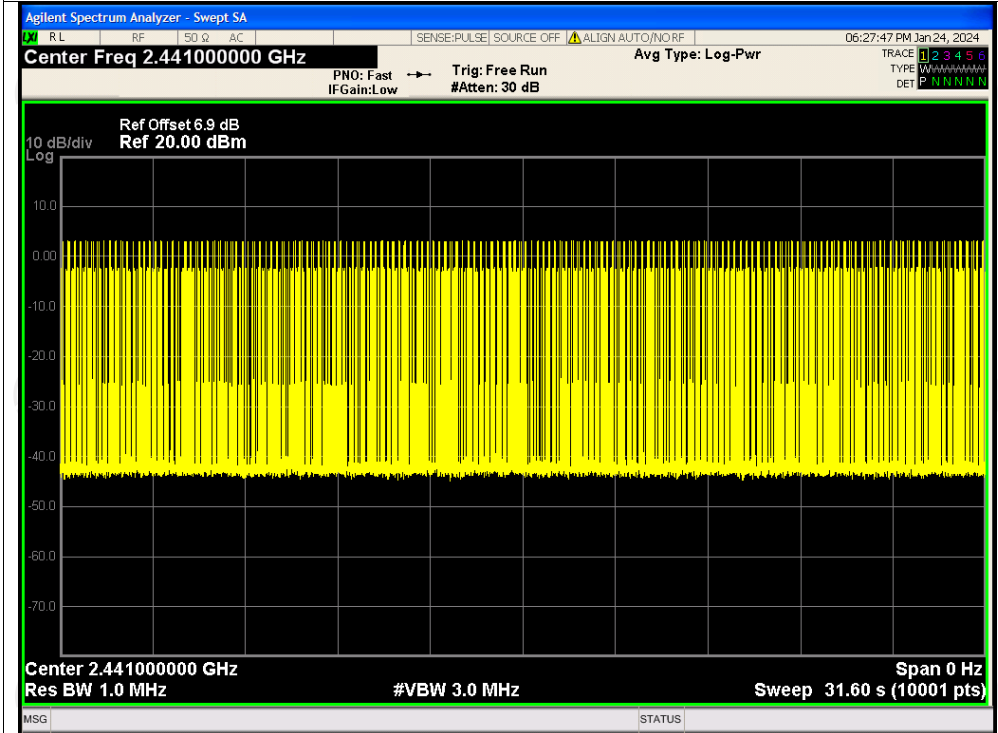 Agilent Spectrum Analyzer - Swept SA
LXI RL RF 50 Ω AC SENSE:PULSE SOURCE OFF ALIGN AUTO/NO RF 06:27:47 PM Jan 24, 2024
Center Freq 2.441000000 GHz
Avg Type: Log-Pwr
TRACE 1 2 3 4 5 6
PNO: Fast Trig: Free Run
TYPE WWWWWW
IFGain:Low #Atten: 30 dB
DET P N N N N N
Ref Offset 6.9 dB
10 dB/div Ref 20.00 dBm
Log
10.0
0.00
-10.0
-20.0
-30.0
-40.0
-50.0
-60.0
-70.0
Center 2.441000000 GHz Span 0 Hz
Res BW 1.0 MHz #VBW 3.0 MHz Sweep 31.60 s (10001 pts)
MSG STATUS